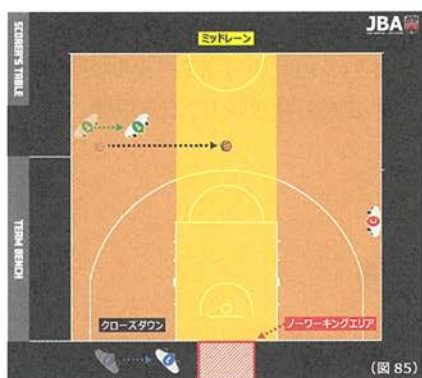 SCORER'S TABLE
JBA
ミッドレーン
TERM BENCH
クローズダウン
ノーワーキングエリア
(図 85)